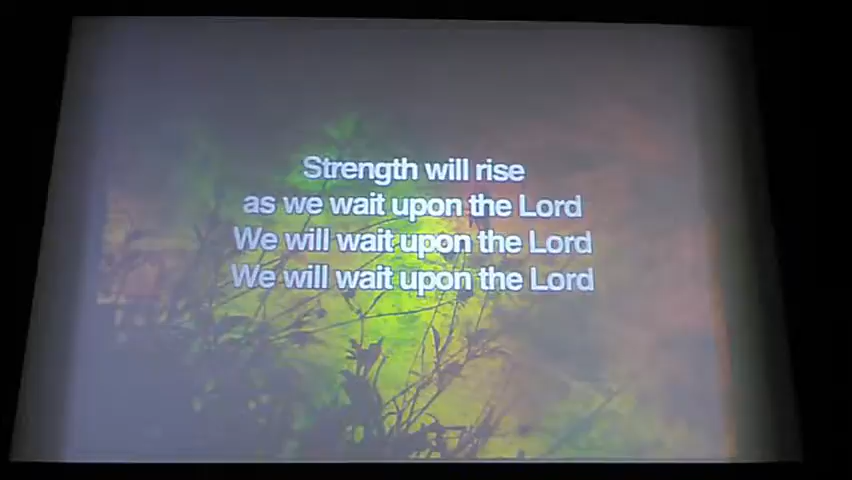 Strength will rise
as we wait upon the Lord
We will wait upon the Lord
We will wait upon the Lord